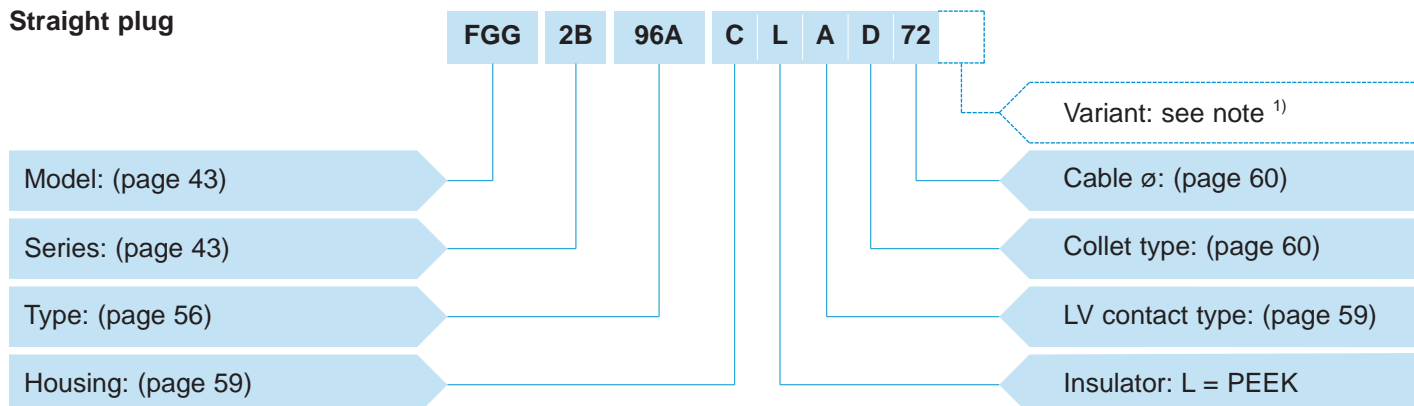 Straight plug
FGG 2B 96A C L A D 72
Variant: see note 1)
Model: (page 43)
Cable ø: (page 60)
Series: (page 43)
Collet type: (page 60)
Type: (page 56)
LV contact type: (page 59)
Housing: (page 59)
Insulator: L = PEEK